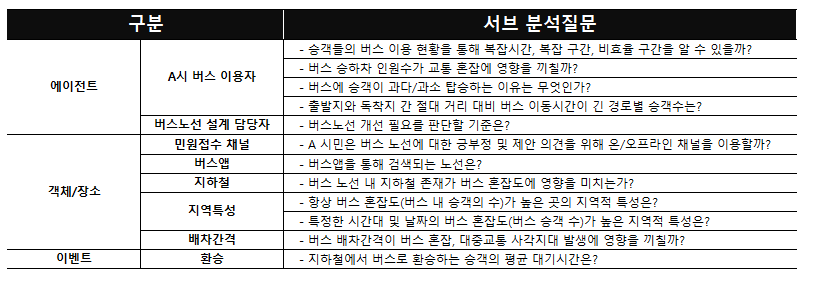 구분 서브 분석질문
에이전트
A시 버스 이용자
- 승객들의 버스 이용 현황을 통해 복잡시간, 복잡 구간, 비효율 구간을 알 수 있을까?
- 버스 승하차 인원수가 교통 혼잡에 영향을 끼칠까?
- 버스에 승객이 과다/과소 탑승하는 이유는 무엇인가?
- 출발지와 독착지 간 절대 거리 대비 버스 이동시간이 긴 경로별 승객수는?
버스노선 설계 담당자 - 버스노선 개선 필요를 판단할 기준은?
객체/장소
민원접수 채널 - A 시민은 버스 노선에 대한 긍부정 및 제안 의견을 위해 온/오프라인 채널을 이용할까?
버스앱 - 버스앱을 통해 검색되는 노선은?
지하철 - 버스 노선 내 지하철 존재가 버스 혼잡도에 영향을 미치는가?
지역특성
- 항상 버스 혼잡도(버스 내 승객의 수)가 높은 곳의 지역적 특성은?
- 특정한 시간대 및 날짜의 버스 혼잡도(버스 승객 수)가 높은 지역적 특성은?
배차간격 - 버스 배차간격이 버스 혼잡, 대중교통 사각지대 발생에 영향을 끼칠까?
이벤트 환승 - 지하철에서 버스로 환승하는 승객의 평균 대기시간은?